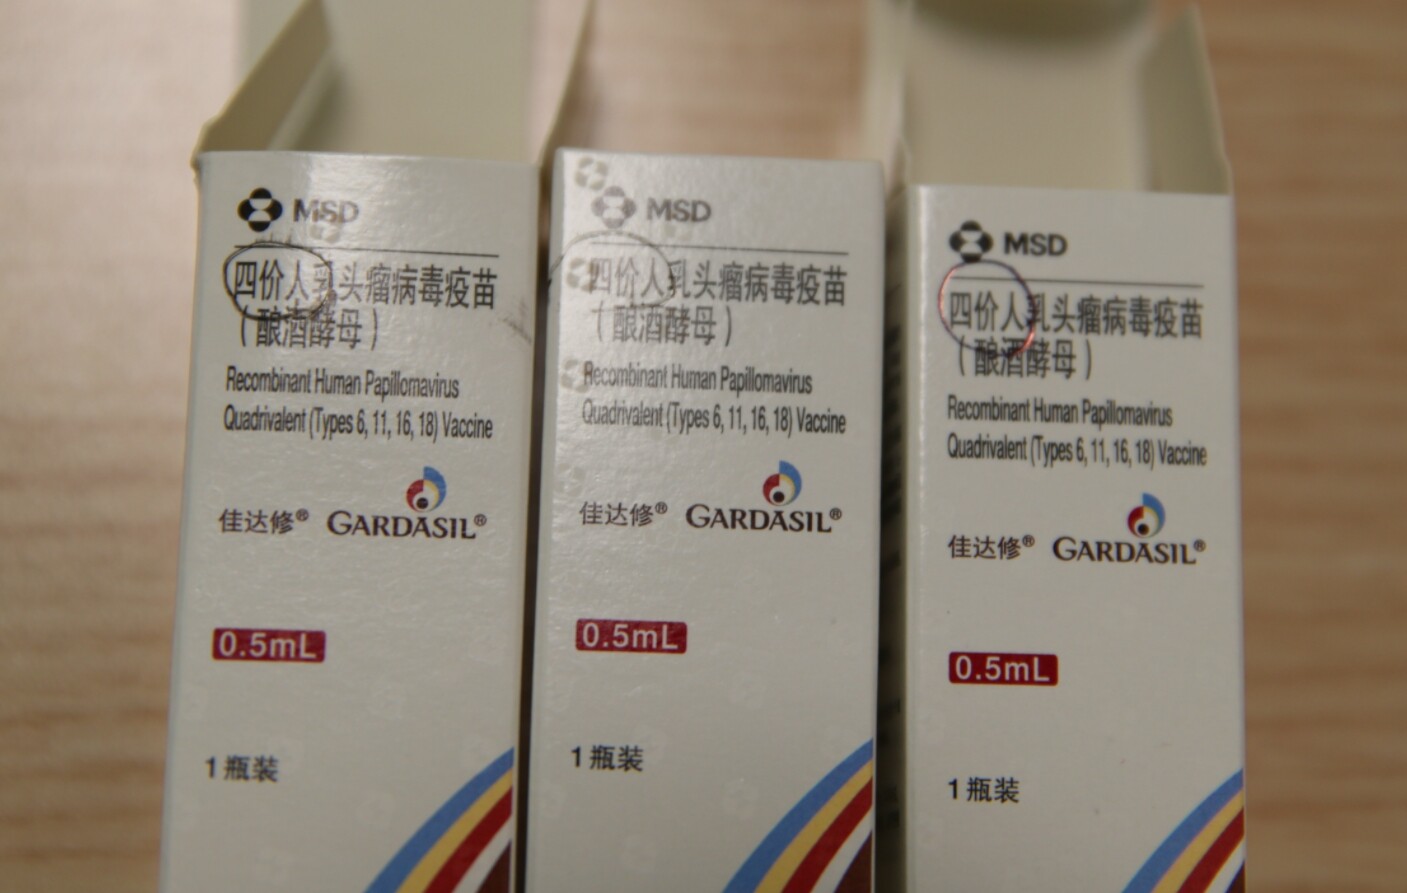 MSD
四价人乳头瘤病毒疫苗
(酿酒酵母)
Recombinant Human Papillomavirus
Quadrivalent (Types 6, 11, 16, 18) Vaccine
佳达修® GARDASIL®
0.5mL
1瓶装
MSD
四价人乳头瘤病毒疫苗
(酿酒酵母)
Recombinant Human Papillomavirus
Quadrivalent (Types 6, 11, 16, 18) Vaccine
佳达修® GARDASIL®
0.5mL
1瓶装
MSD
四价人乳头瘤病毒疫苗
(酿酒酵母)
Recombinant Human Papillomavirus
Quadrivalent (Types 6, 11, 16, 18) Vaccine
佳达修® GARDASIL®
0.5mL
1瓶装